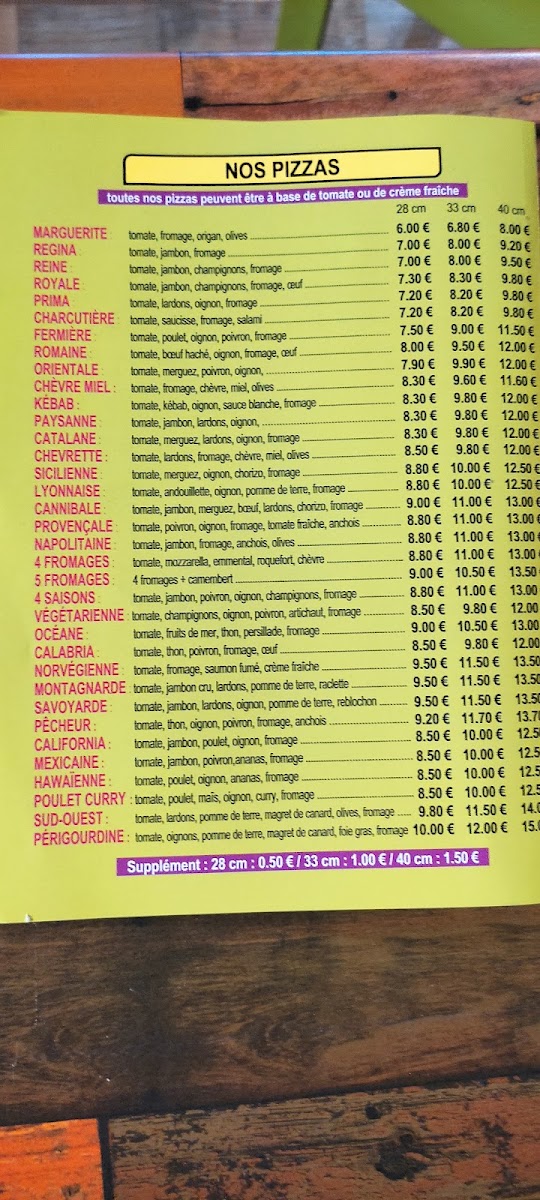 NOS PIZZAS
toutes nos pizzas peuvent être à base de tomate ou de crème fraîche
28 cm 33 cm 40 cm
MARGUERITE : tomate, fromage, origan, olives 6.00 € 6.80 € 8.00 €
REGINA : tomate, jambon, fromage 7.00 € 8.00 € 9.20 €
REINE : tomate, jambon, champignons, fromage 7.00 € 8.00 € 9.50 €
ROYALE : tomate, jambon, champignons, fromage, œuf 7.30 € 8.30 € 9.80 €
PRIMA : tomate, lardons, oignon, fromage 7.20 € 8.20 € 9.80 €
CHARCUTIÈRE : tomate, saucisse, fromage, salami 7.20 € 8.20 € 9.80 €
FERMIÈRE : tomate, poulet, oignon, poivron, fromage 7.50 € 9.00 € 11.50 €
ROMAINE : tomate, bœuf haché, oignon, fromage, œuf 8.00 € 9.50 € 12.00 €
ORIENTALE : tomate, merguez, poivron, oignon, 7.90 € 9.90 € 12.00 €
CHÈVRE MIEL : tomate, fromage, chèvre, miel, olives 8.30 € 9.60 € 11.60 €
KÉBAB : tomate, kébab, oignon, sauce blanche, fromage 8.30 € 9.80 € 12.00 €
PAYSANNE : tomate, jambon, lardons, oignon, 8.30 € 9.80 € 12.00 €
CATALANE : tomate, merguez, lardons, oignon, fromage 8.30 € 9.80 € 12.00 €
CHEVRETTE : tomate, lardons, fromage, chèvre, miel, olives 8.50 € 9.80 € 12.00 €
SICILIENNE : tomate, merguez, oignon, chorizo, fromage 8.80 € 10.00 € 12.50 €
LYONNAISE : tomate, andouillette, oignon, pomme de terre, fromage 8.80 € 10.00 € 12.50 €
CANNIBALE : tomate, jambon, merguez, bœuf, lardons, chorizo, fromage 9.00 € 11.00 € 13.00 €
PROVENÇALE : tomate, poivron, oignon, fromage, tomate fraîche, anchois 8.80 € 11.00 € 13.00 €
NAPOLITAINE : tomate, jambon, fromage, anchois, olives 8.80 € 11.00 € 13.00 €
4 FROMAGES : tomate, mozzarella, emmental, roquefort, chèvre 8.80 € 11.00 € 13.00
5 FROMAGES : 4 fromages + camembert 9.00 € 10.50 € 13.50
4 SAISONS : tomate, jambon, poivron, oignon, champignons, fromage 8.80 € 11.00 € 13.00
VÉGÉTARIENNE : tomate, champignons, oignon, poivron, artichaut, fromage 8.50 € 9.80 € 12.00
OCÉANE : tomate, fruits de mer, thon, persillade, fromage 9.00 € 10.50 € 13.00
CALABRIA : tomate, thon, poivron, fromage, œuf 8.50 € 9.80 € 12.00
NORVÉGIENNE : tomate, fromage, saumon fumé, crème fraîche 9.50 € 11.50 € 13.50
MONTAGNARDE : tomate, jambon cru, lardons, pomme de terre, raclette 9.50 € 11.50 € 13.50
SAVOYARDE : tomate, jambon, lardons, oignon, pomme de terre, reblochon 9.50 € 11.50 € 13.50
PÊCHEUR : tomate, thon, oignon, poivron, fromage, anchois 9.20 € 11.70 € 13.70
CALIFORNIA : tomate, jambon, poulet, oignon, fromage 8.50 € 10.00 € 12.5
MEXICAINE : tomate, jambon, poivron,ananas, fromage 8.50 € 10.00 € 12.5
HAWAÏENNE : tomate, poulet, oignon, ananas, fromage 8.50 € 10.00 € 12.5
POULET CURRY : tomate, poulet, maïs, oignon, curry, fromage 8.50 € 10.00 € 12.5
SUD-OUEST : tomate, lardons, pomme de terre, magret de canard, olives, fromage 9.80 € 11.50 € 14.0
PÉRIGOURDINE : tomate, oignons, pomme de terre, magret de canard, foie gras, fromage 10.00 € 12.00 € 15.0
Supplément : 28 cm : 0.50 € / 33 cm : 1.00 € / 40 cm : 1.50 €